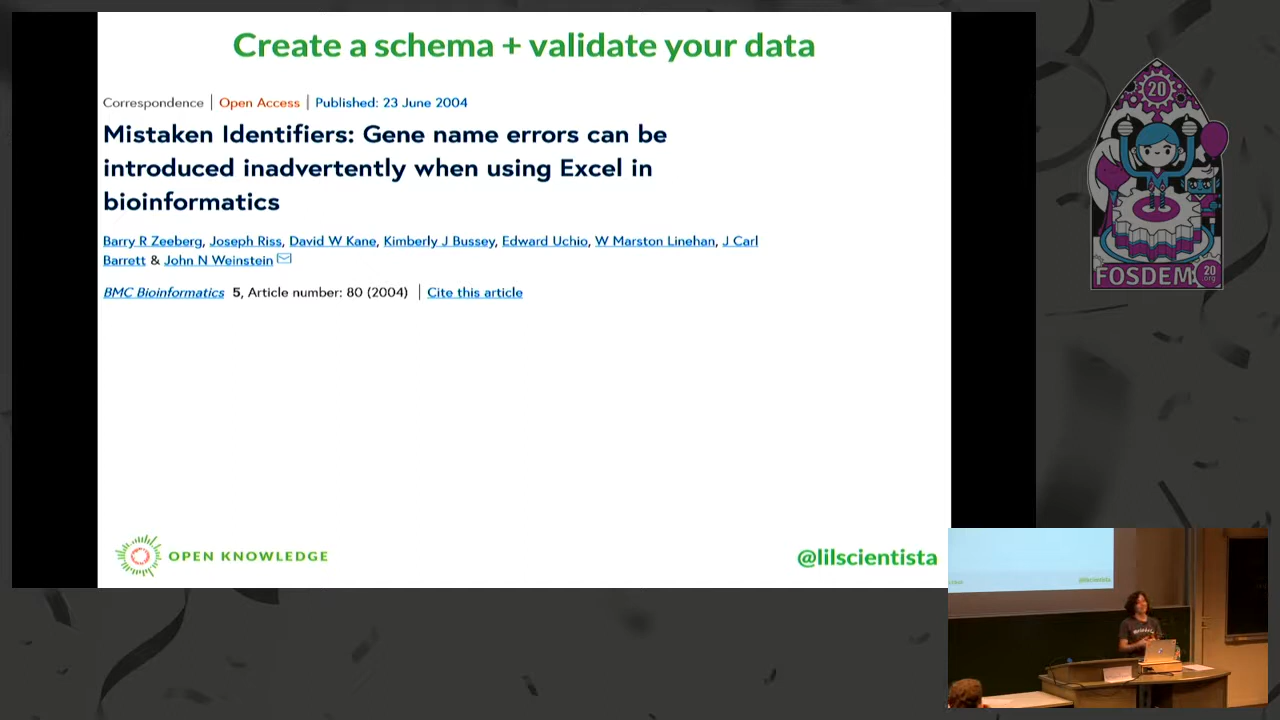 Create a schema + validate your data
Correspondence | Open Access | Published: 23 June 2004
Mistaken Identifiers: Gene name errors can be
introduced inadvertently when using Excel in
bioinformatics
Barry R Zeeberg, Joseph Riss, David W Kane, Kimberly J Bussey, Edward Uchio, W Marston Linehan, J Carl
Barrett & John N Weinstein
BMC Bioinformatics 5, Article number: 80 (2004) | Cite this article
OPEN KNOWLEDGE
@lilscientista
20
FOSDEM 20
.org
@lilscientista